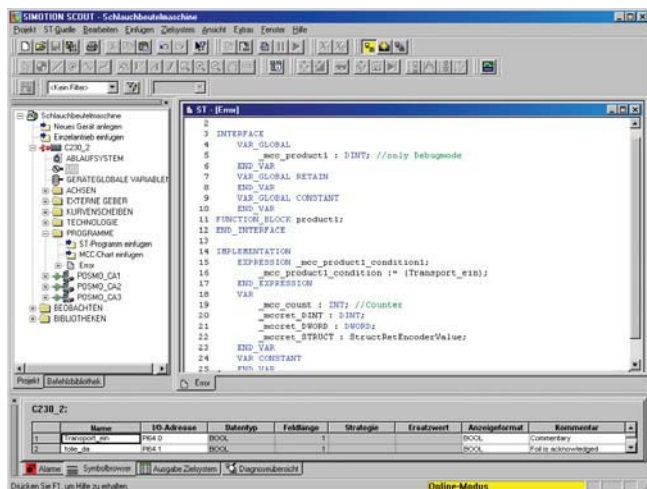 SIMOTION SCOUT - Schlauchbeutelmaschine
Projekt ST-Quelle Bearbeiten Einfügen Zielsystem Ansicht Extras Fenster Hilfe
<Kein Filter>
Schlauchbeutelmaschine
Neues Gerät anlegen
Einzelantrieb einfügen
C230_2
ABLAUFSYSTEM
GERÄTEGLOBALE VARIABLEN
ACHSEN
EXTERNE GEBER
KURVENSCHEIBEN
TECHNOLOGIE
PROGRAMME
ST-Programm einfügen
MCC-Chart einfügen
Error
POSMO_CA1
POSMO_CA2
POSMO_CA3
BEOBACHTEN
BIBLIOTHEKEN
Projekt Befehlsbibliothek
ST - [Error]
2
3 INTERFACE
4 VAR_GLOBAL
5 _mcc_product1 : DINT; //only Debugmode
6 END_VAR
7 VAR_GLOBAL RETAIN
8 END_VAR
9 VAR_GLOBAL CONSTANT
10 END_VAR
11 FUNCTION_BLOCK product1;
12 END_INTERFACE
13
14 IMPLEMENTATION
15 EXPRESSION _mcc_product1_condition1;
16 _mcc_product1_condition := (Transport_ein);
17 END_EXPRESSION
18 VAR
19 _mcc_count : INT; //Counter
20 _mccret_DINT : DINT;
21 _mccret_DWORD : DWORD;
22 _mccret_STRUCT : StructRetEncoderValue;
23 END_VAR
24 VAR CONSTANT
25 END_VAR
Error
C230_2:
Name I/O-Adresse Datentyp Feldlänge Strategie Ersatzwert Anzeigeformat Kommentar
1 Transport_ein PI64.0 BOOL 1 BOOL Commentary
2 folie_da PI64.1 BOOL 1 BOOL Foil is acknowledged
Alarme Symbolbrowser Ausgabe Zielsystem Diagnoseübersicht
Drücken Sie F1, um Hilfe zu erhalten. Online-Modus